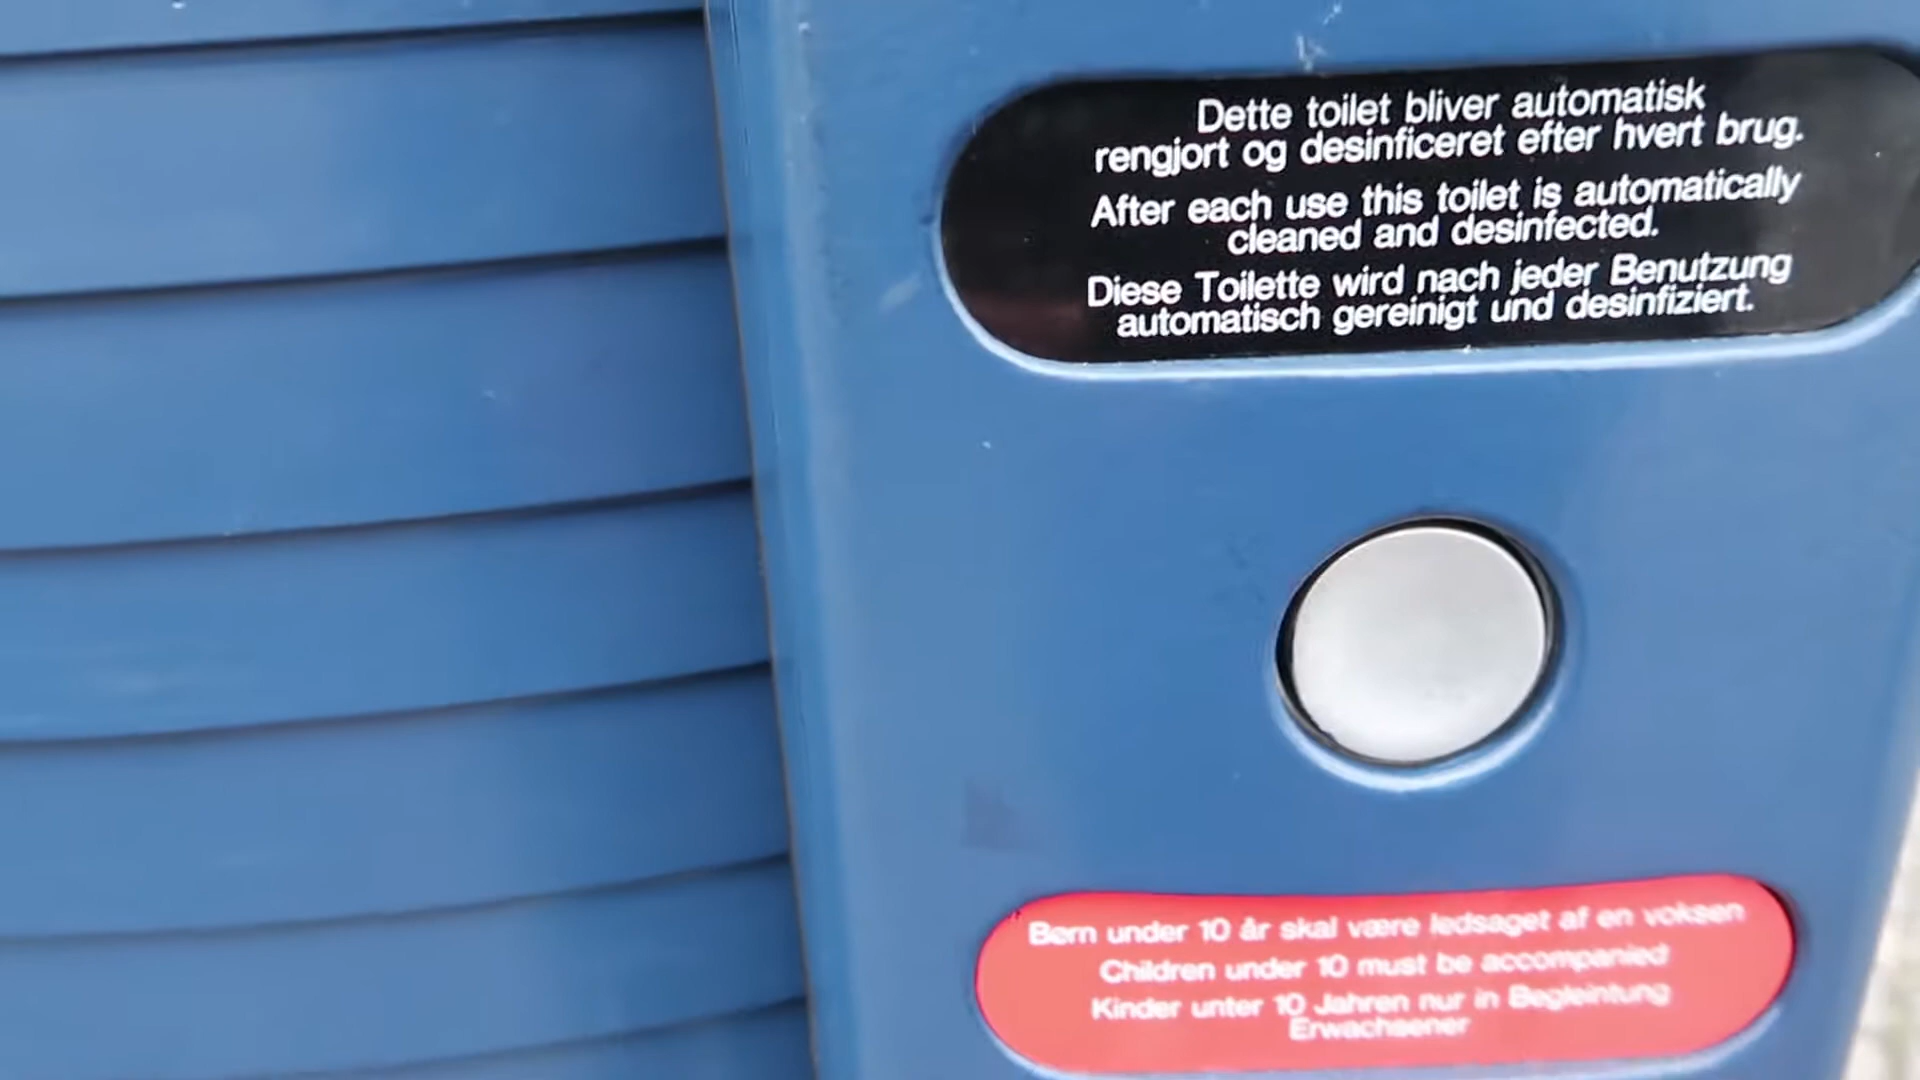 Dette toilet bliver automatisk
rengjort og desinficeret efter hvert brug.
After each use this toilet is automatically
cleaned and desinfected.
Diese Toilette wird nach jeder Benutzung
automatisch gereinigt und desinfiziert.
Børn under 10 år skal være ledsaget af en voksen
Children under 10 must be accompanied
Kinder unter 10 Jahren nur in Begleintung
Erwachsener